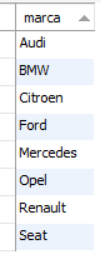 marca
Audi
BMW
Citroen
Ford
Mercedes
Opel
Renault
Seat